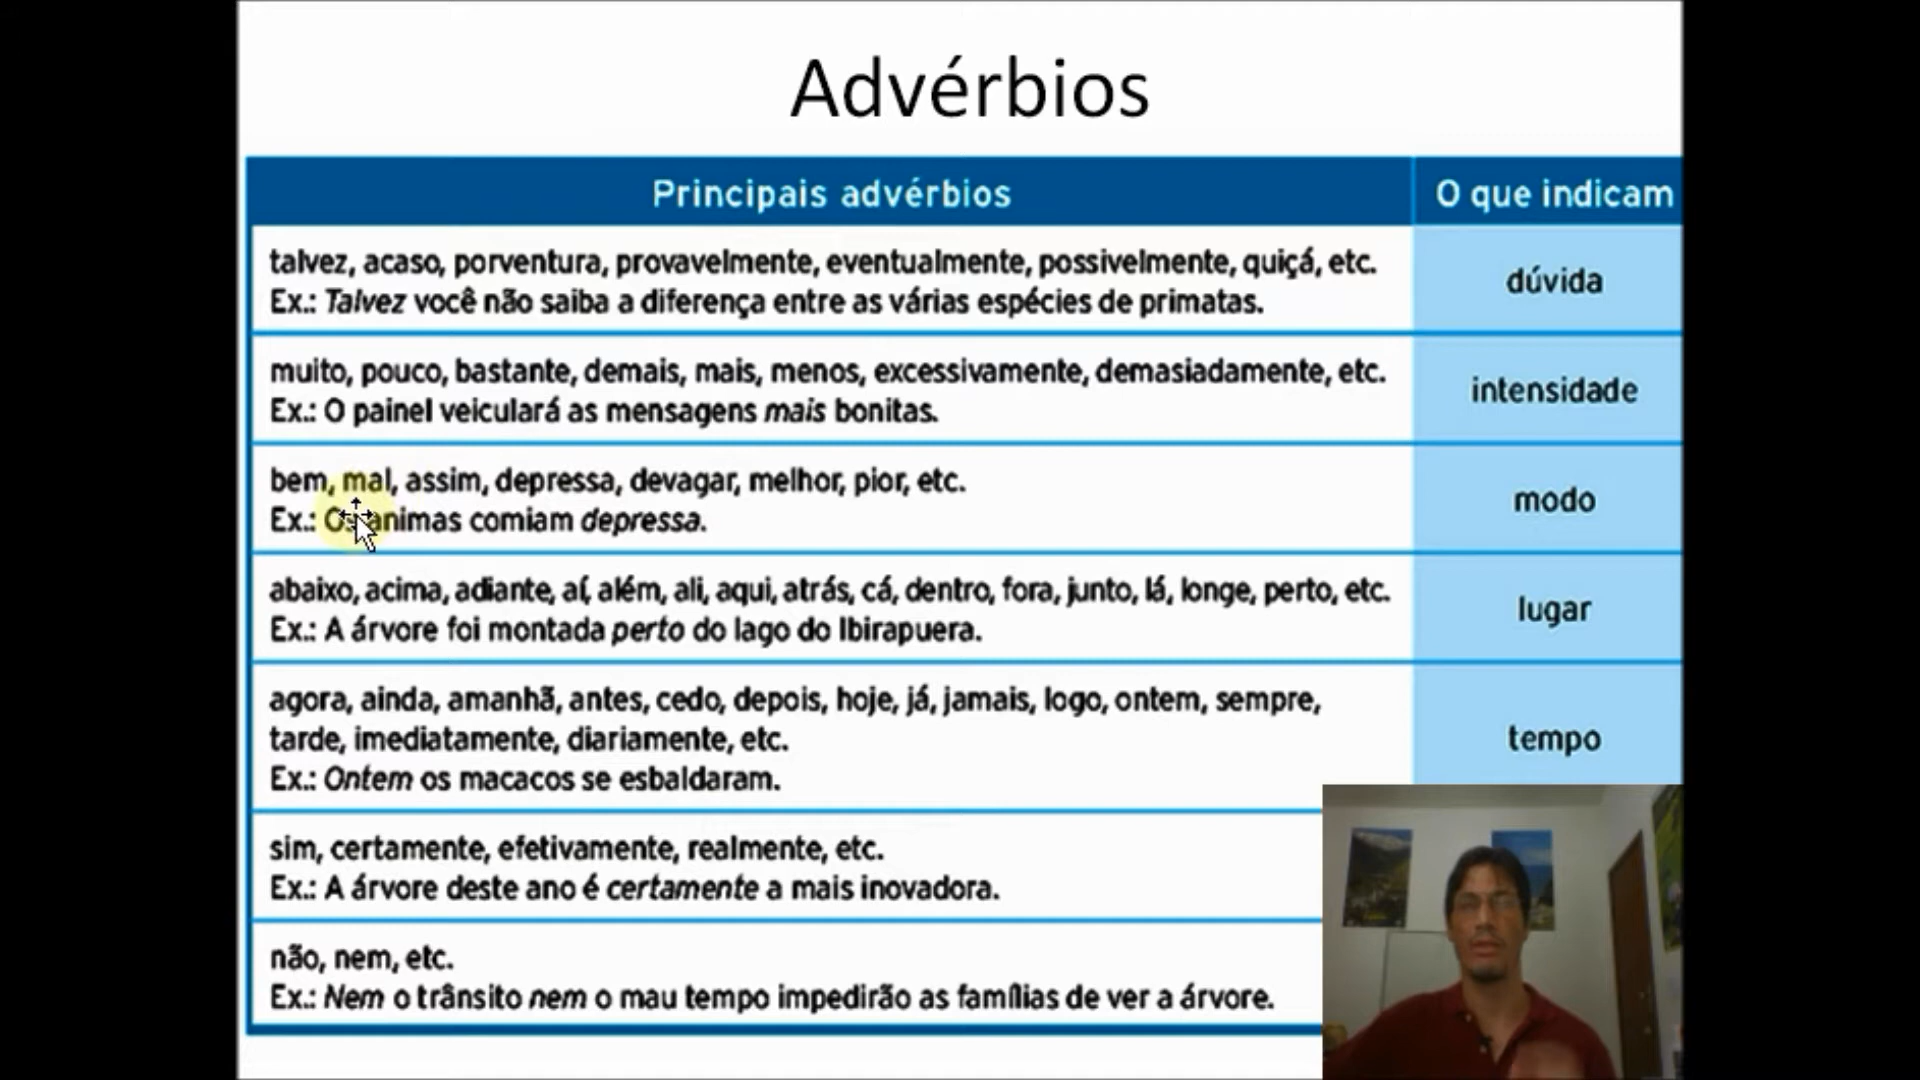 Advérbios
Principais advérbios
O que indicam
talvez, acaso, porventura, provavelmente, eventualmente, possivelmente, quiçá, etc.
Ex.: Talvez você não saiba a diferença entre as várias espécies de primatas.
dúvida
muito, pouco, bastante, demais, mais, menos, excessivamente, demasiadamente, etc.
Ex.: O painel veiculará as mensagens mais bonitas.
intensidade
bem, mal, assim, depressa, devagar, melhor, pior, etc.
Ex.: Os animas comiam depressa.
modo
abaixo, acima, adiante, aí, além, ali, aqui, atrás, cá, dentro, fora, junto, lá, longe, perto, etc.
Ex.: A árvore foi montada perto do lago do Ibirapuera.
lugar
agora, ainda, amanhã, antes, cedo, depois, hoje, já, jamais, logo, ontem, sempre,
tarde, imediatamente, diariamente, etc.
Ex.: Ontem os macacos se esbaldaram.
tempo
sim, certamente, efetivamente, realmente, etc.
Ex.: A árvore deste ano é certamente a mais inovadora.
não, nem, etc.
Ex.: Nem o trânsito nem o mau tempo impedirão as famílias de ver a árvore.